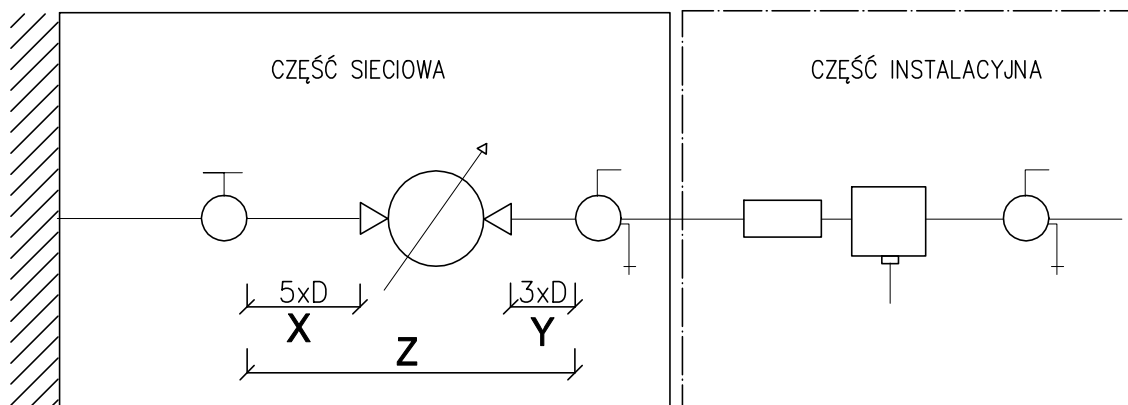 CZĘŚĆ SIECIOWA
CZĘŚĆ INSTALACYJNA
5xD
3xD
X
Y
Z